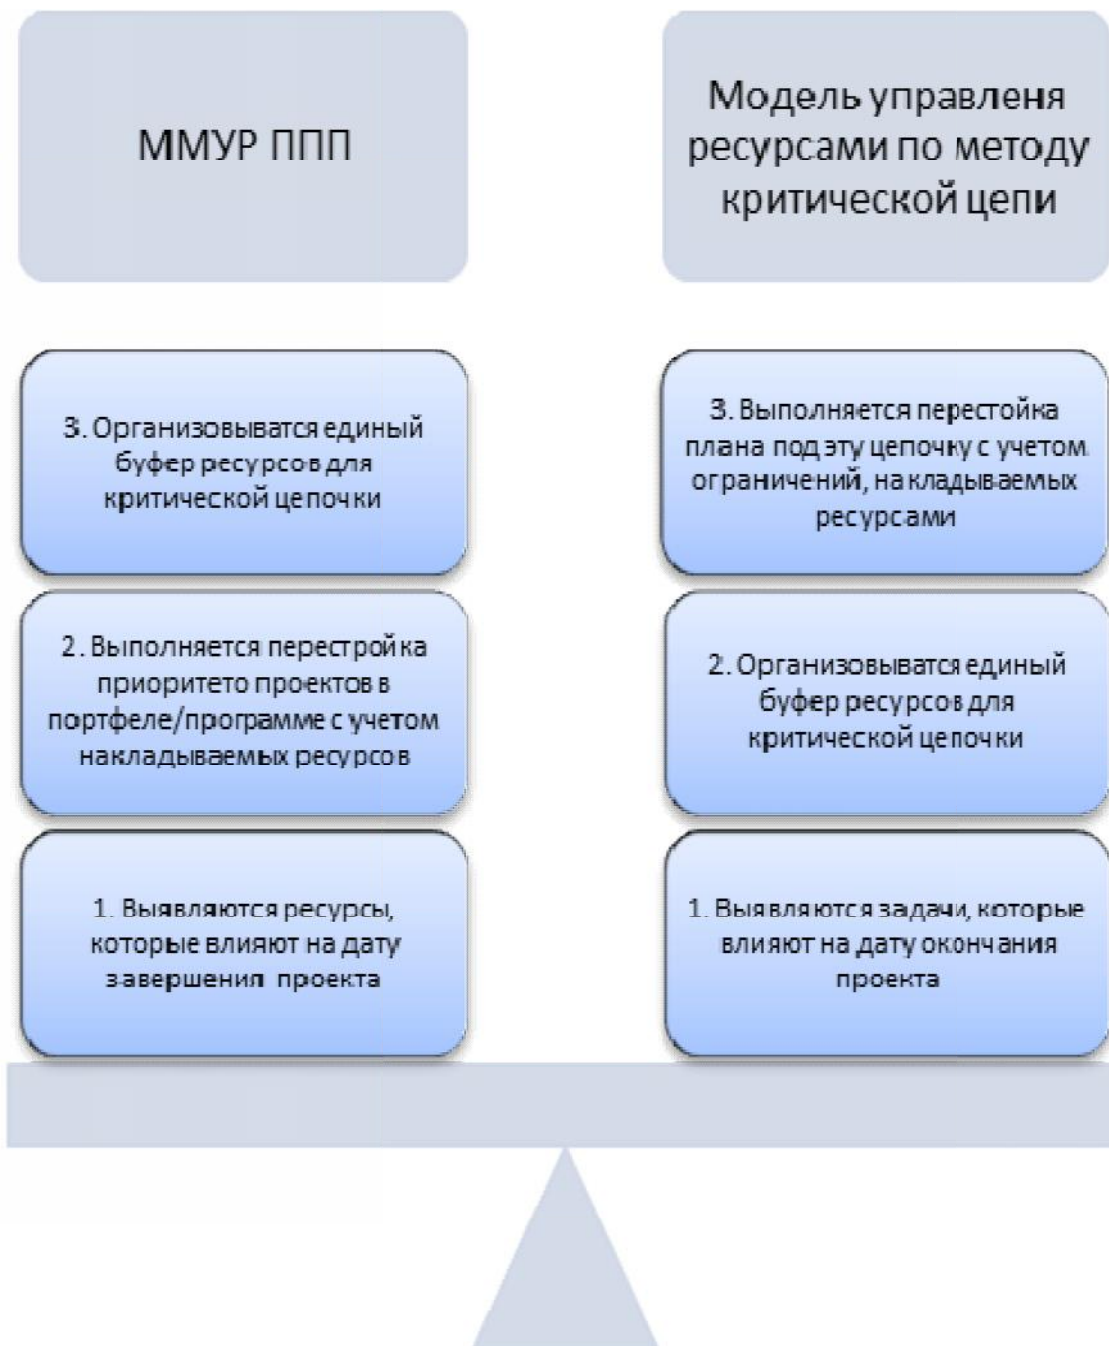 ММУР ППП
Модель управленя
ресурсами по методу
критической цепи
3. Организовыватся единый
буфер ресурсов для
критической цепочки
3. Выполняется перестойка
плана под эту цепочку с учетом
ограничений, накладываемых
ресурсами
2. Выполняется перестройка
приоритето проектов в
портфеле/программе с учетом
накладываемых ресурсов
2. Организовыватся единый
буфер ресурсов для
критической цепочки
1. Выявляются ресурсы,
которые влияют на дату
завершения проекта
1. Выявляются задачи, которые
влияют на дату окончания
проекта